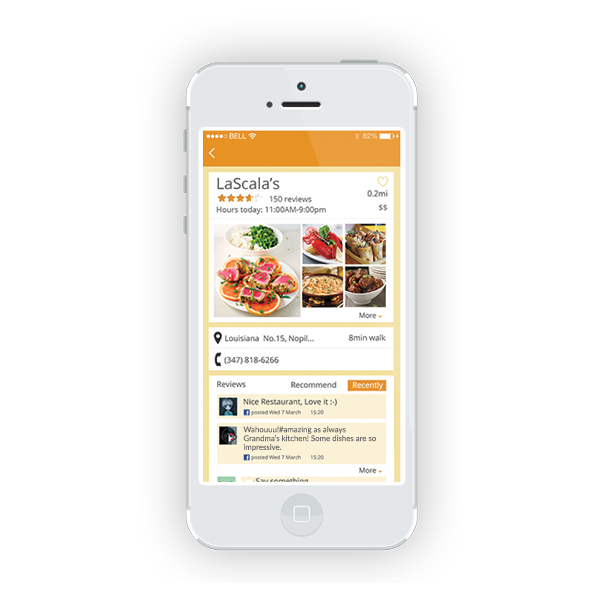 BELL 82%
LaScala's
150 reviews 0.2mi
Hours today: 11:00AM-9:00pm $$
More
Louisiana No.15, Nopil... 8min walk
(347) 818-6266
Reviews Recommend Recently
Nice Restaurant, Love it :-)
posted Wed 7 March 15:20
Wahouuu!#amazing as always
Grandma's kitchen! Some dishes are so
impressive.
posted Wed 7 March 15:20
More
Say something